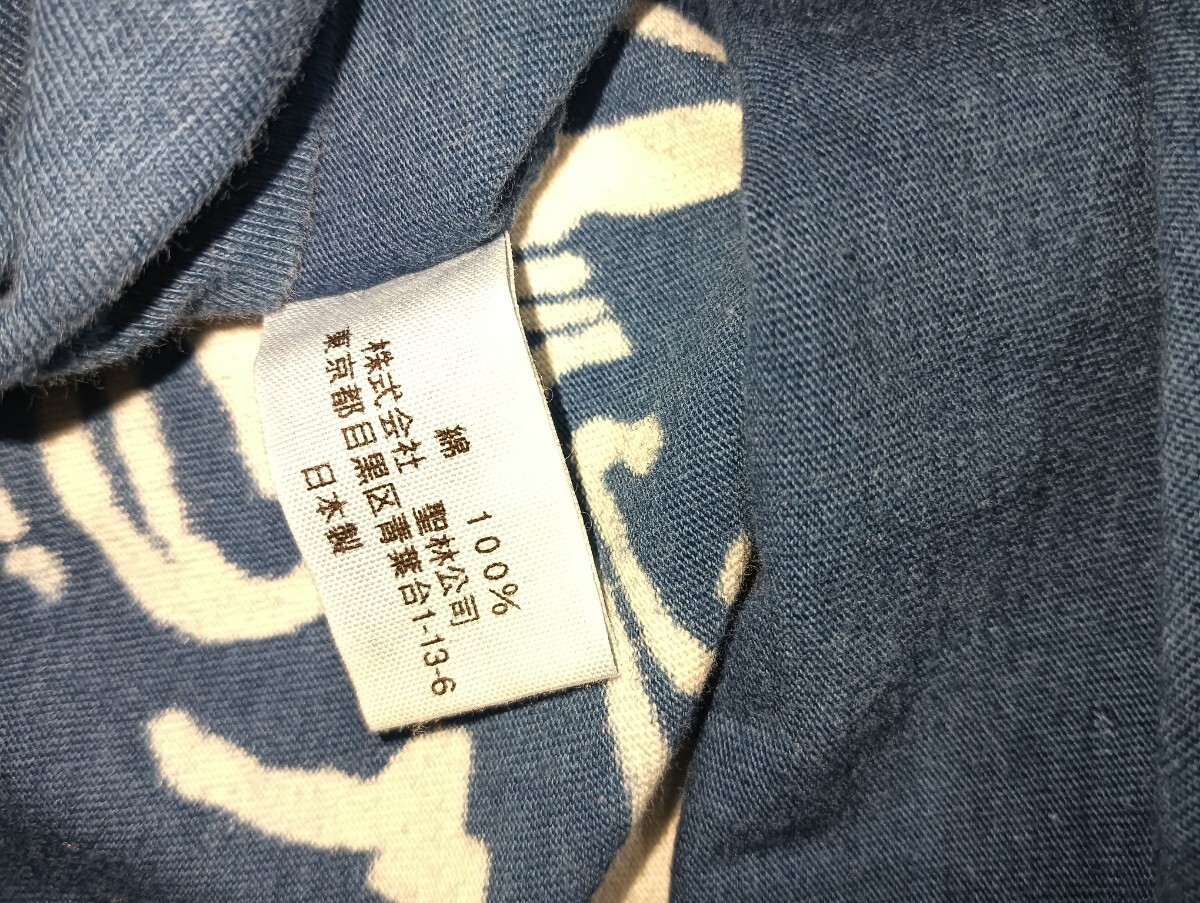 綿 100%
株式会社 聖林公司
東京都目黒区青葉台1-13-6
日本製